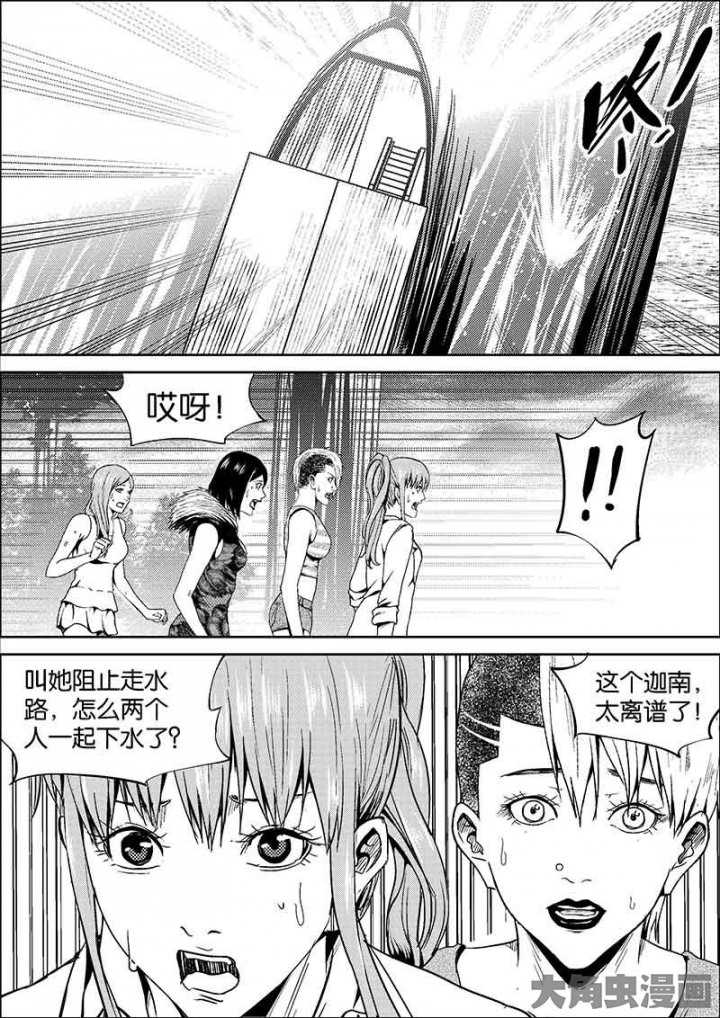 咚！
哎呀！
！！
叫她阻止走水
路，怎么两个
人一起下水了？
这个迦南，
太离谱了！
大角虫漫画